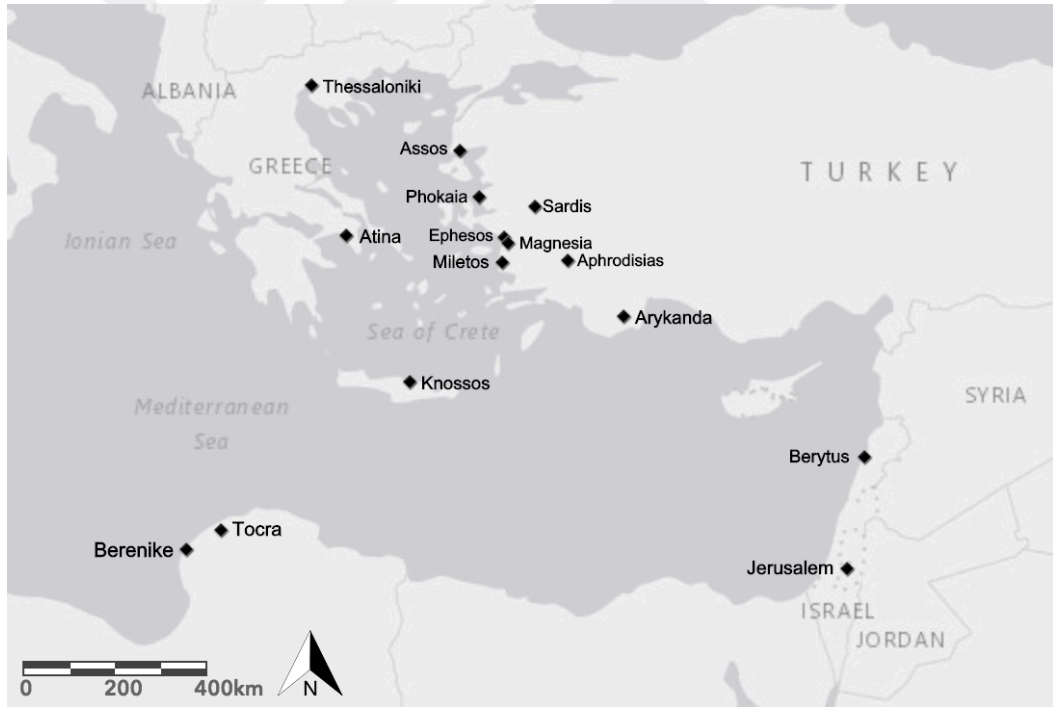 Thessaloniki
ALBANIA
Assos
GREECE
TURKEY
Phokaia
Sardis
Ionian Sea
Atina
Ephesos
Magnesia
Miletos
Aphrodisias
Arykanda
Sea of Crete
Knossos
SYRIA
Mediterranean
Sea
Berytus
Tocra
Berenike
Jerusalem
ISRAEL
JORDAN
0 200 400km
N